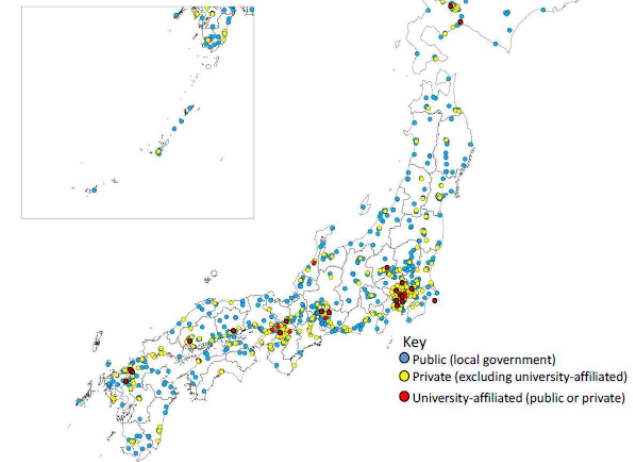 Key
Public (local government)
Private (excluding university-affiliated)
University-affiliated (public or private)